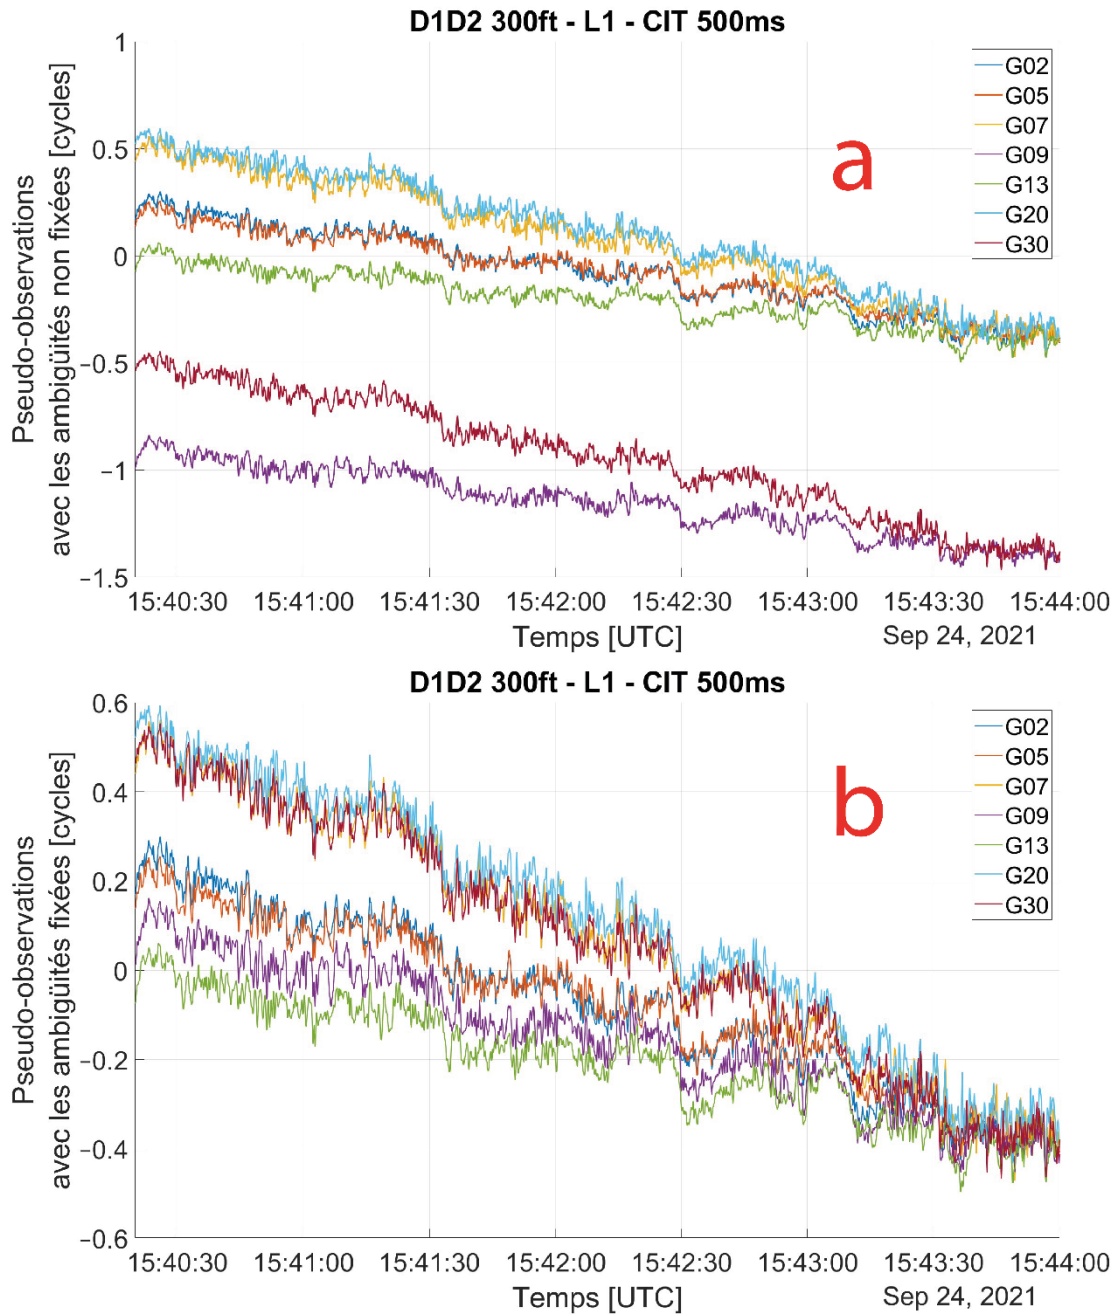 D1D2 300ft - L1 - CIT 500ms
Pseudo-observations
avec les ambigüités non fixées [cycles]
1
0.5
0
−0.5
−1
−1.5
a
G02
G05
G07
G09
G13
G20
G30
15:40:30 15:41:00 15:41:30 15:42:00 15:42:30 15:43:00 15:43:30 15:44:00
Temps [UTC]
Sep 24, 2021
D1D2 300ft - L1 - CIT 500ms
Pseudo-observations
avec les ambigüités fixées [cycles]
0.6
0.4
0.2
0
−0.2
−0.4
−0.6
b
G02
G05
G07
G09
G13
G20
G30
15:40:30 15:41:00 15:41:30 15:42:00 15:42:30 15:43:00 15:43:30 15:44:00
Temps [UTC]
Sep 24, 2021